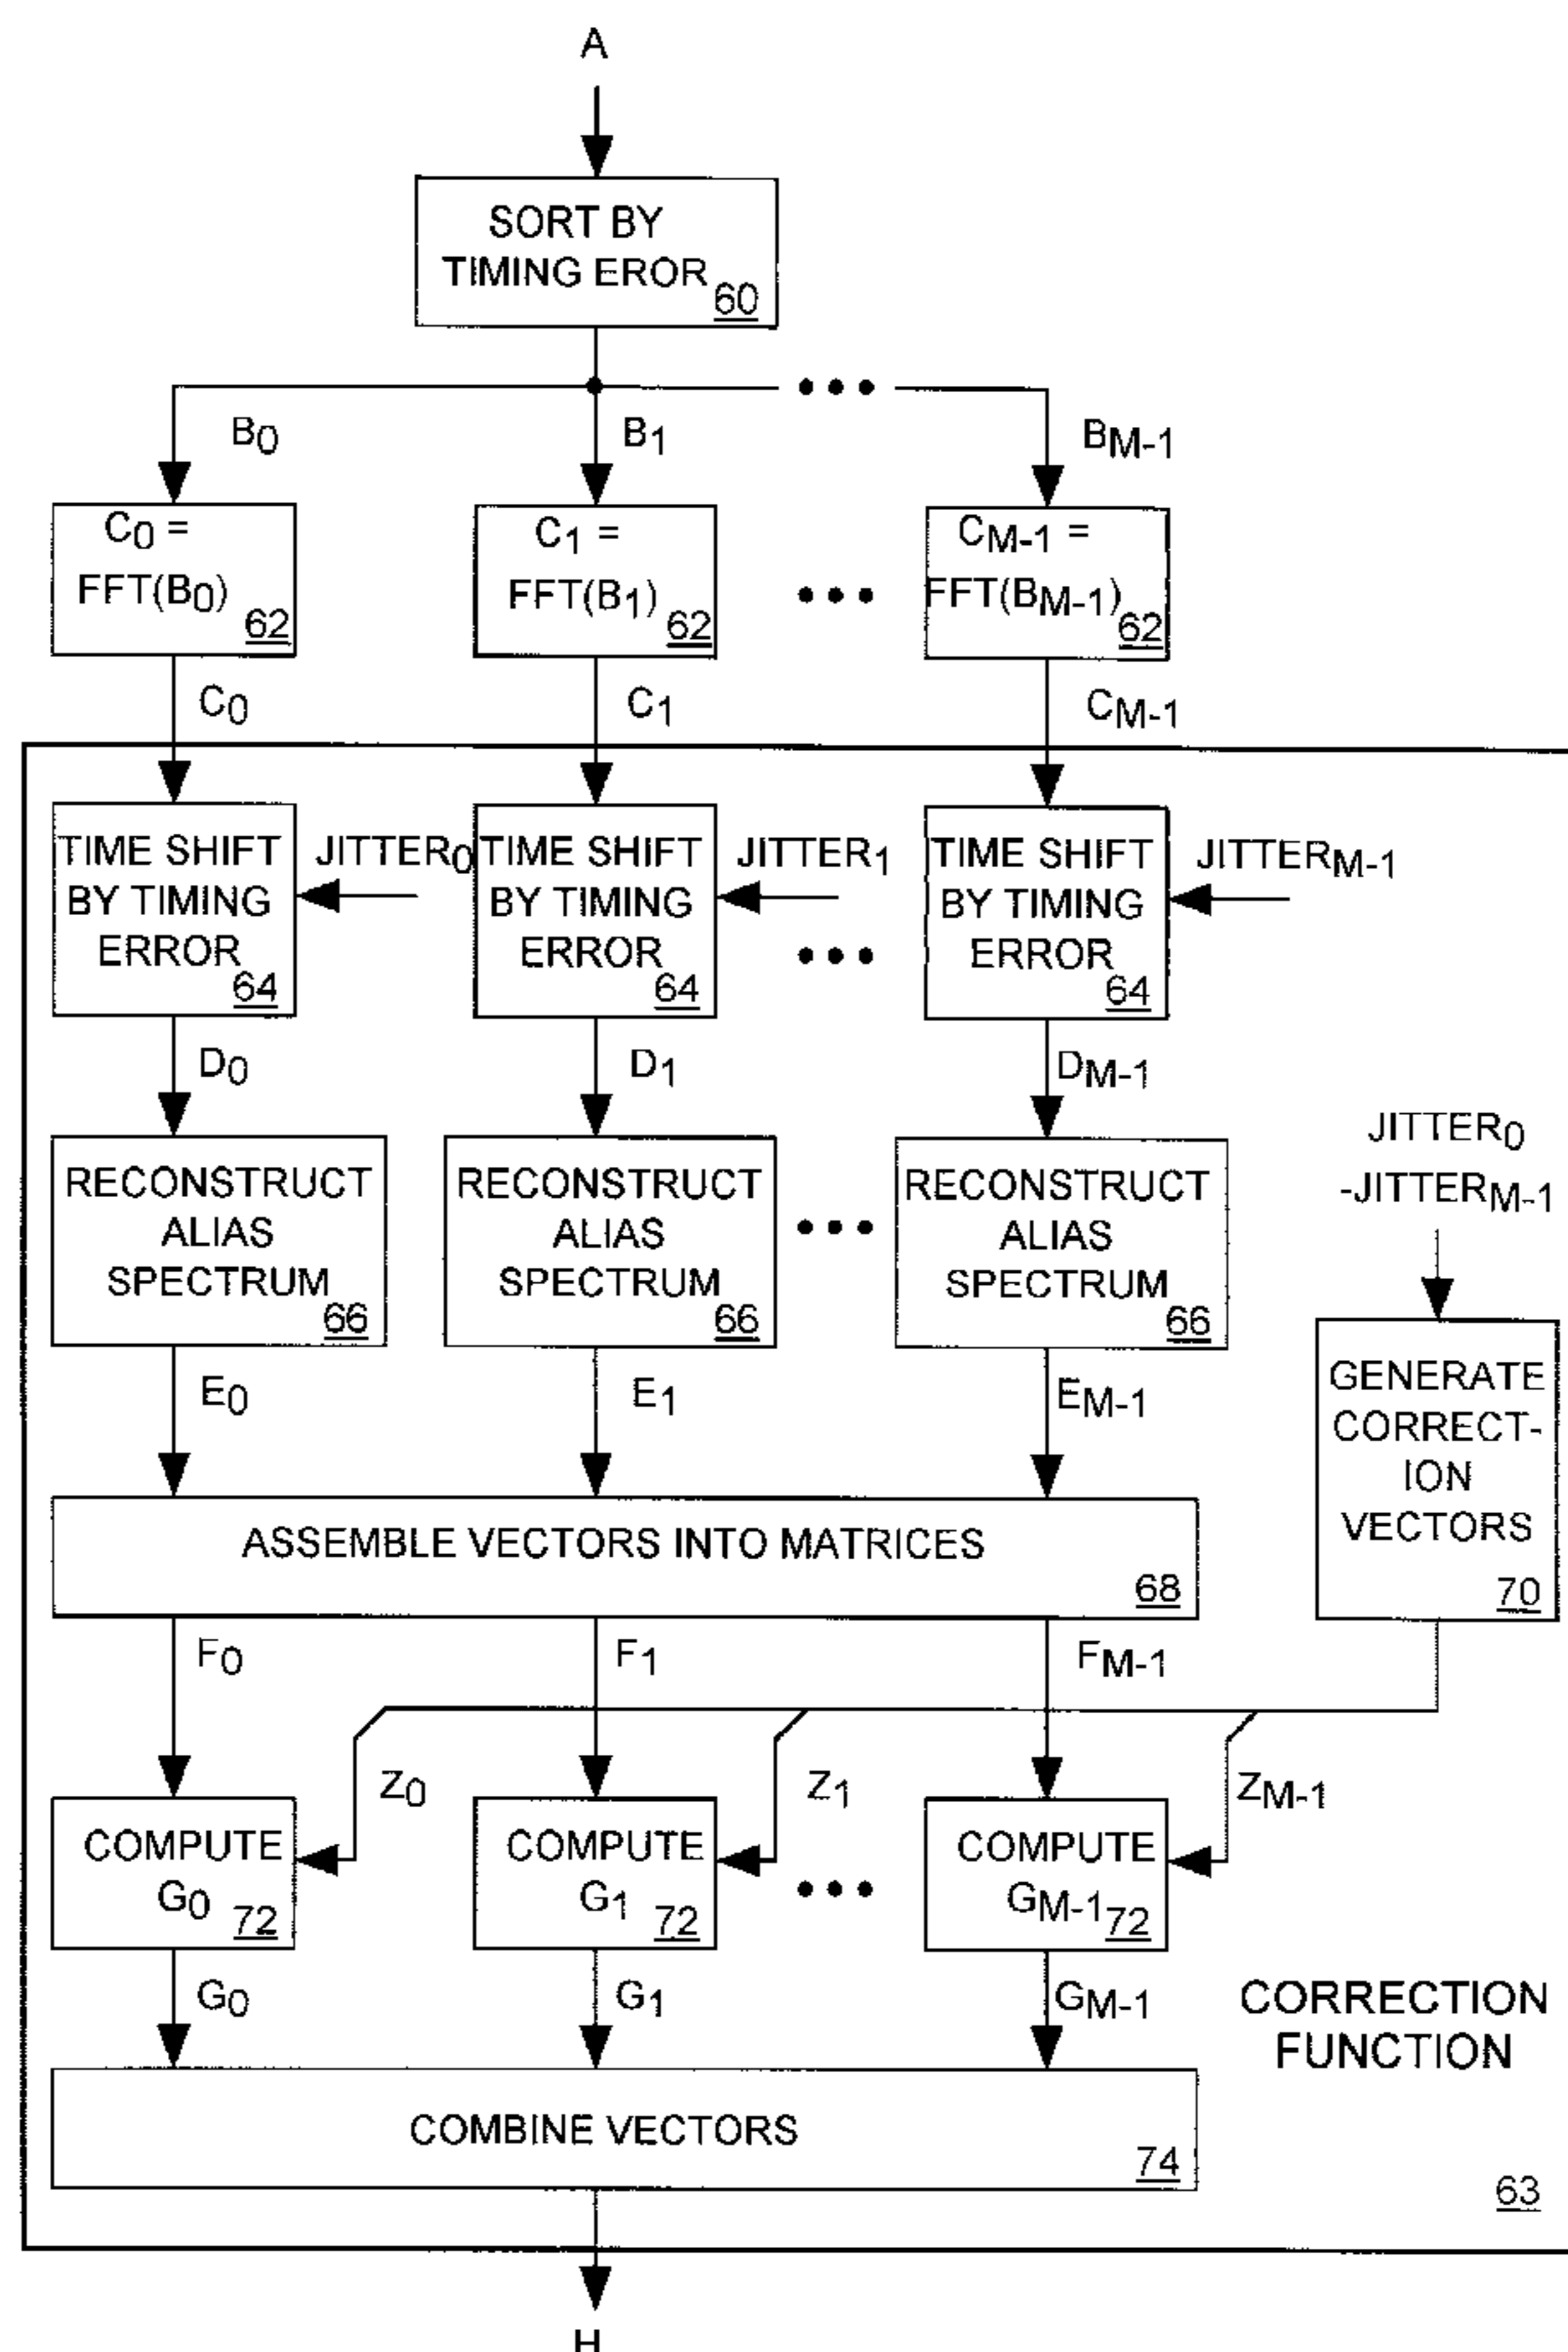 A
SORT BY
TIMING EROR
60
B0
B1
BM-1
C0 =
FFT(B0)
62
C1 =
FFT(B1)
62
CM-1 =
FFT(BM-1)
62
C0
C1
CM-1
TIME SHIFT
BY TIMING
ERROR
64
JITTER0
TIME SHIFT
BY TIMING
ERROR
64
JITTER1
TIME SHIFT
BY TIMING
ERROR
64
JITTERM-1
D0
D1
DM-1
JITTER0
-JITTERM-1
RECONSTRUCT
ALIAS
SPECTRUM
66
RECONSTRUCT
ALIAS
SPECTRUM
66
RECONSTRUCT
ALIAS
SPECTRUM
66
GENERATE
CORRECT-
ION
VECTORS
70
E0
E1
EM-1
ASSEMBLE VECTORS INTO MATRICES
68
F0
F1
FM-1
Z0
Z1
ZM-1
COMPUTE
G0
72
COMPUTE
G1
72
COMPUTE
GM-1
72
G0
G1
GM-1
CORRECTION
FUNCTION
COMBINE VECTORS
74
63
H